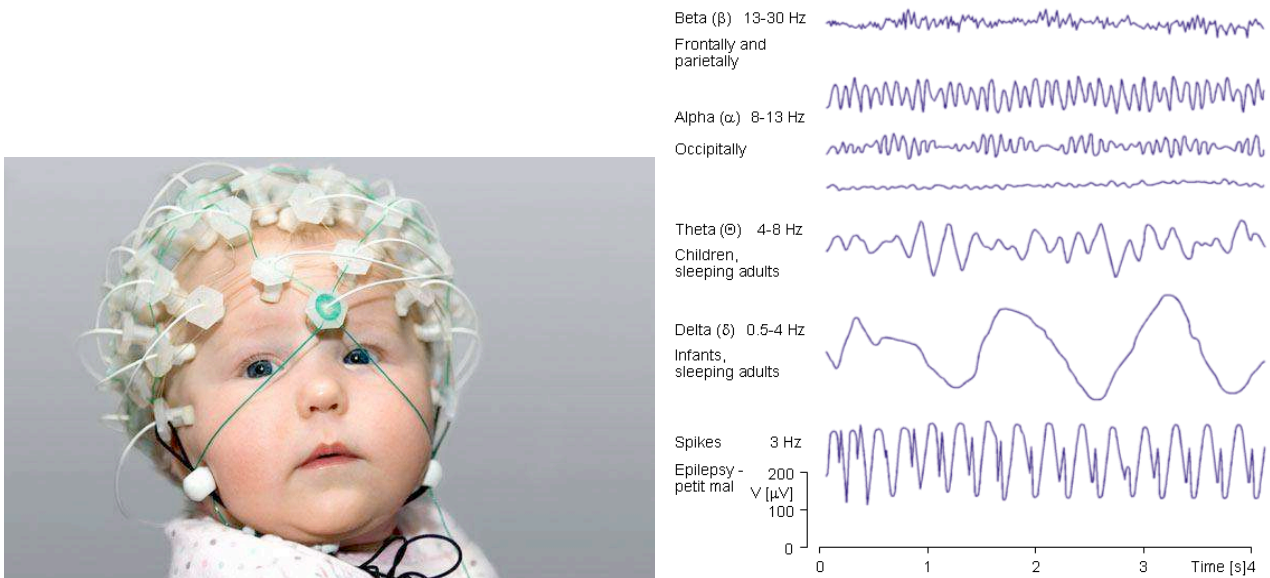 Beta (β) 13-30 Hz
Frontally and
parietally
Alpha (α) 8-13 Hz
Occipitally
Theta (Θ) 4-8 Hz
Children,
sleeping adults
Delta (δ) 0.5-4 Hz
Infants,
sleeping adults
Spikes 3 Hz
Epilepsy -
petit mal
200
V [μV]
100
0
0 1 2 3 Time [s] 4